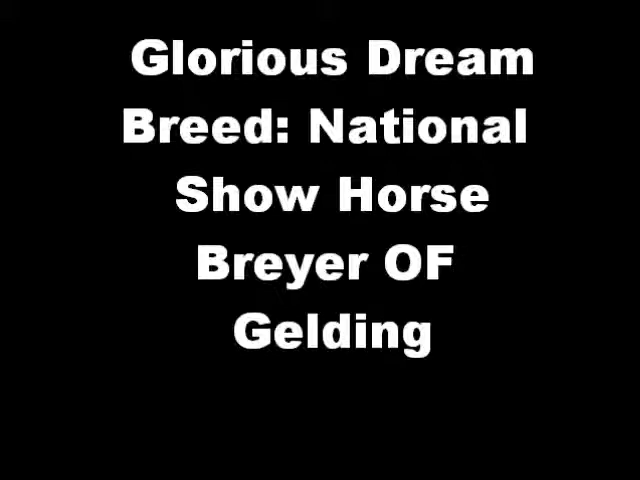 Glorious Dream
Breed: National
Show Horse
Breyer OF
Gelding